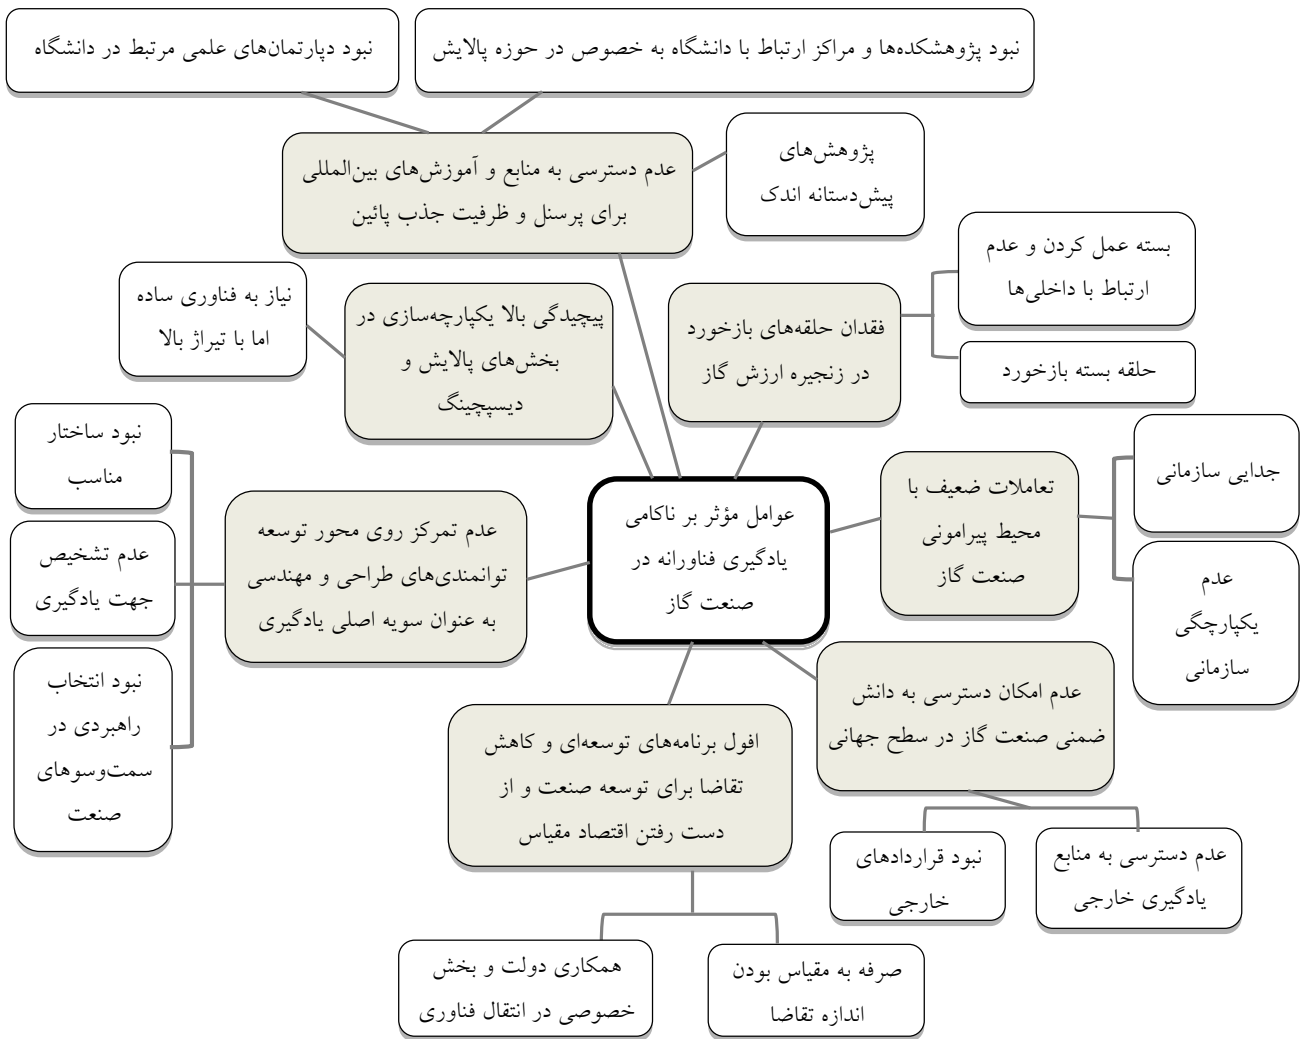 نبود پژوهشکده‌ها و مراکز ارتباط با دانشگاه به خصوص در حوزه پالایش
نبود دپارتمان‌های علمی مرتبط در دانشگاه
پژوهش‌های
پیش‌دستانه اندک
عدم دسترسی به منابع و آموزش‌های بین‌المللی
برای پرسنل و ظرفیت جذب پائین
بسته عمل کردن و عدم
ارتباط با داخلی‌ها
حلقه بسته بازخورد
فقدان حلقه‌های بازخورد
در زنجیره ارزش گاز
پیچیدگی بالا یکپارچه‌سازی در
بخش‌های پالایش و
دیسپچینگ
نیاز به فناوری ساده
اما با تیراژ بالا
جدایی سازمانی
عدم
یکپارچگی
سازمانی
تعاملات ضعیف با
محیط پیرامونی
صنعت گاز
عوامل مؤثر بر ناکامی
یادگیری فناورانه در
صنعت گاز
عدم تمرکز روی محور توسعه
توانمندی‌های طراحی و مهندسی
به عنوان سویه اصلی یادگیری
نبود ساختار
مناسب
عدم تشخیص
جهت یادگیری
نبود انتخاب
راهبردی در
سمت‌وسوهای
صنعت
عدم امکان دسترسی به دانش
ضمنی صنعت گاز در سطح جهانی
افول برنامه‌های توسعه‌ای و کاهش
تقاضا برای توسعه صنعت و از
دست رفتن اقتصاد مقیاس
عدم دسترسی به منابع
یادگیری خارجی
نبود قراردادهای
خارجی
صرفه به مقیاس بودن
اندازه تقاضا
همکاری دولت و بخش
خصوصی در انتقال فناوری